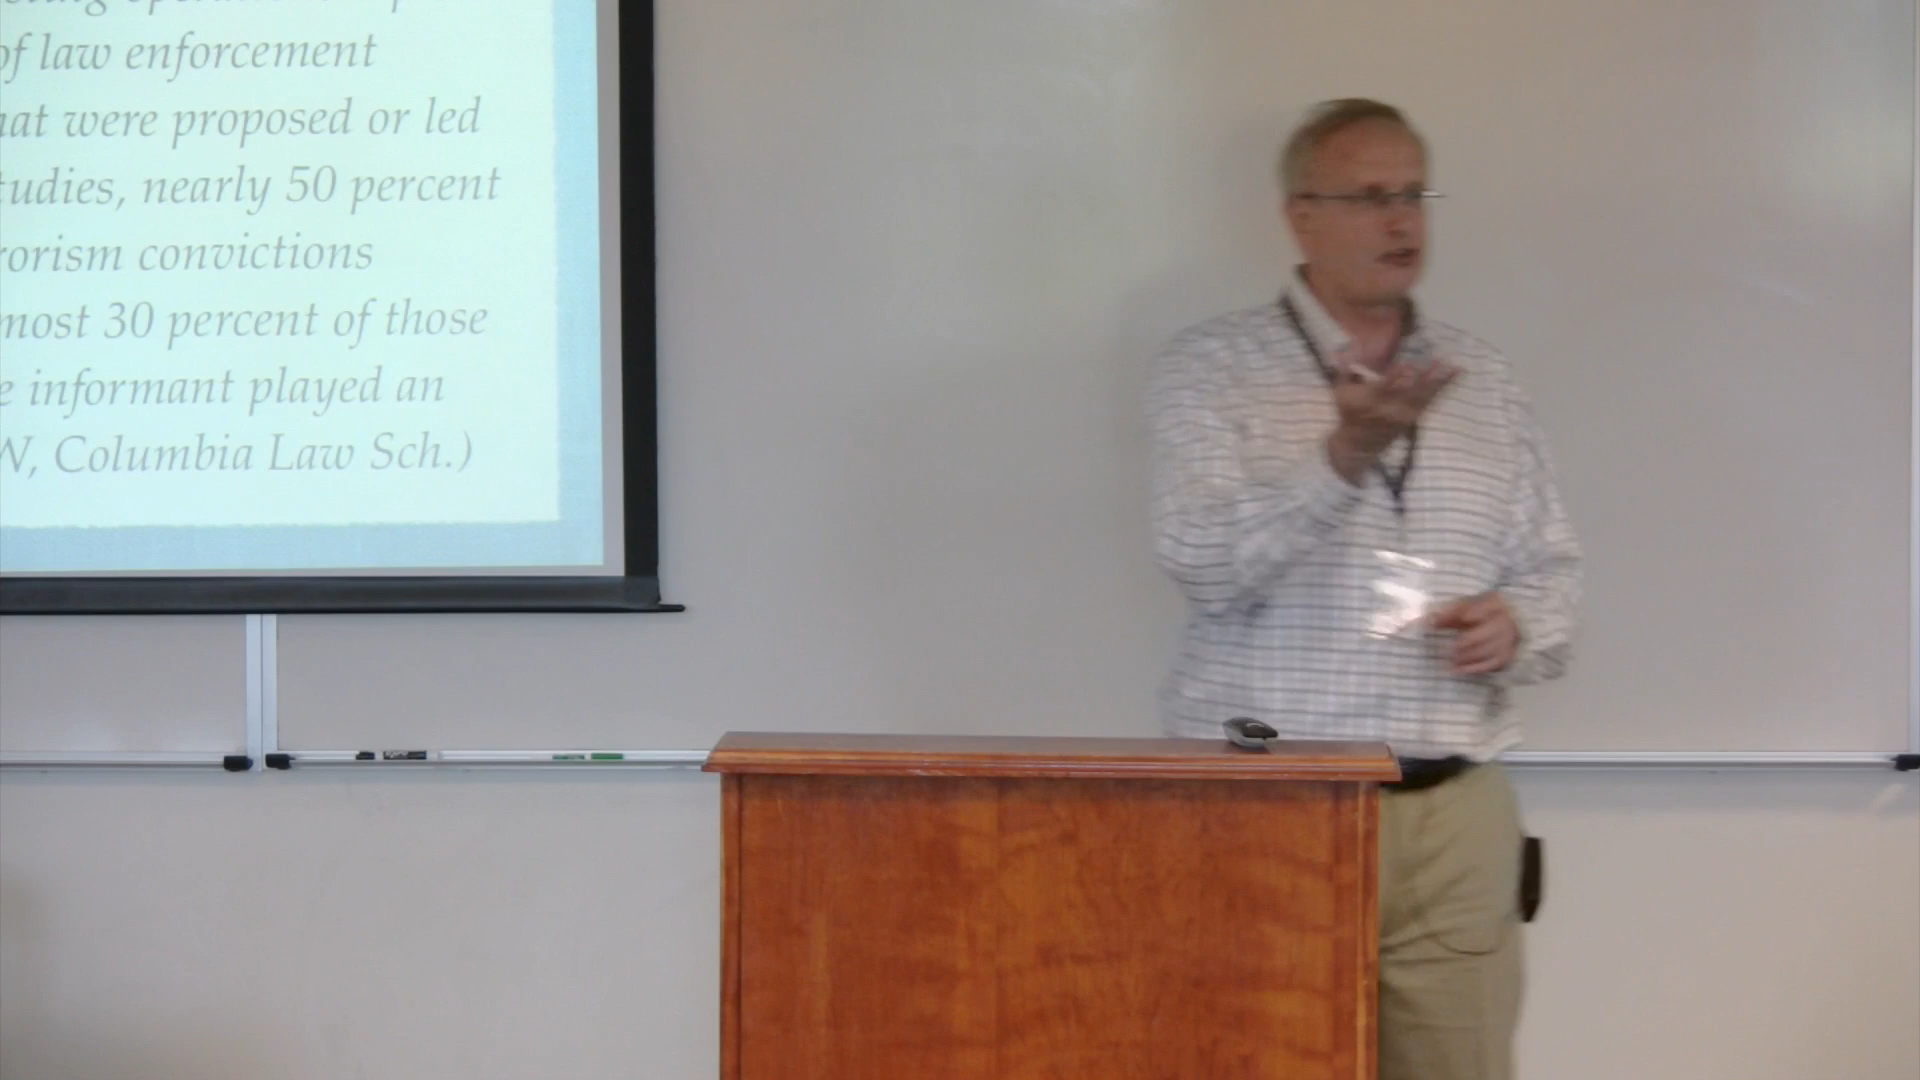 of law enforcement
hat were proposed or led
tudies, nearly 50 percent
rorism convictions
most 30 percent of those
e informant played an
W, Columbia Law Sch.)